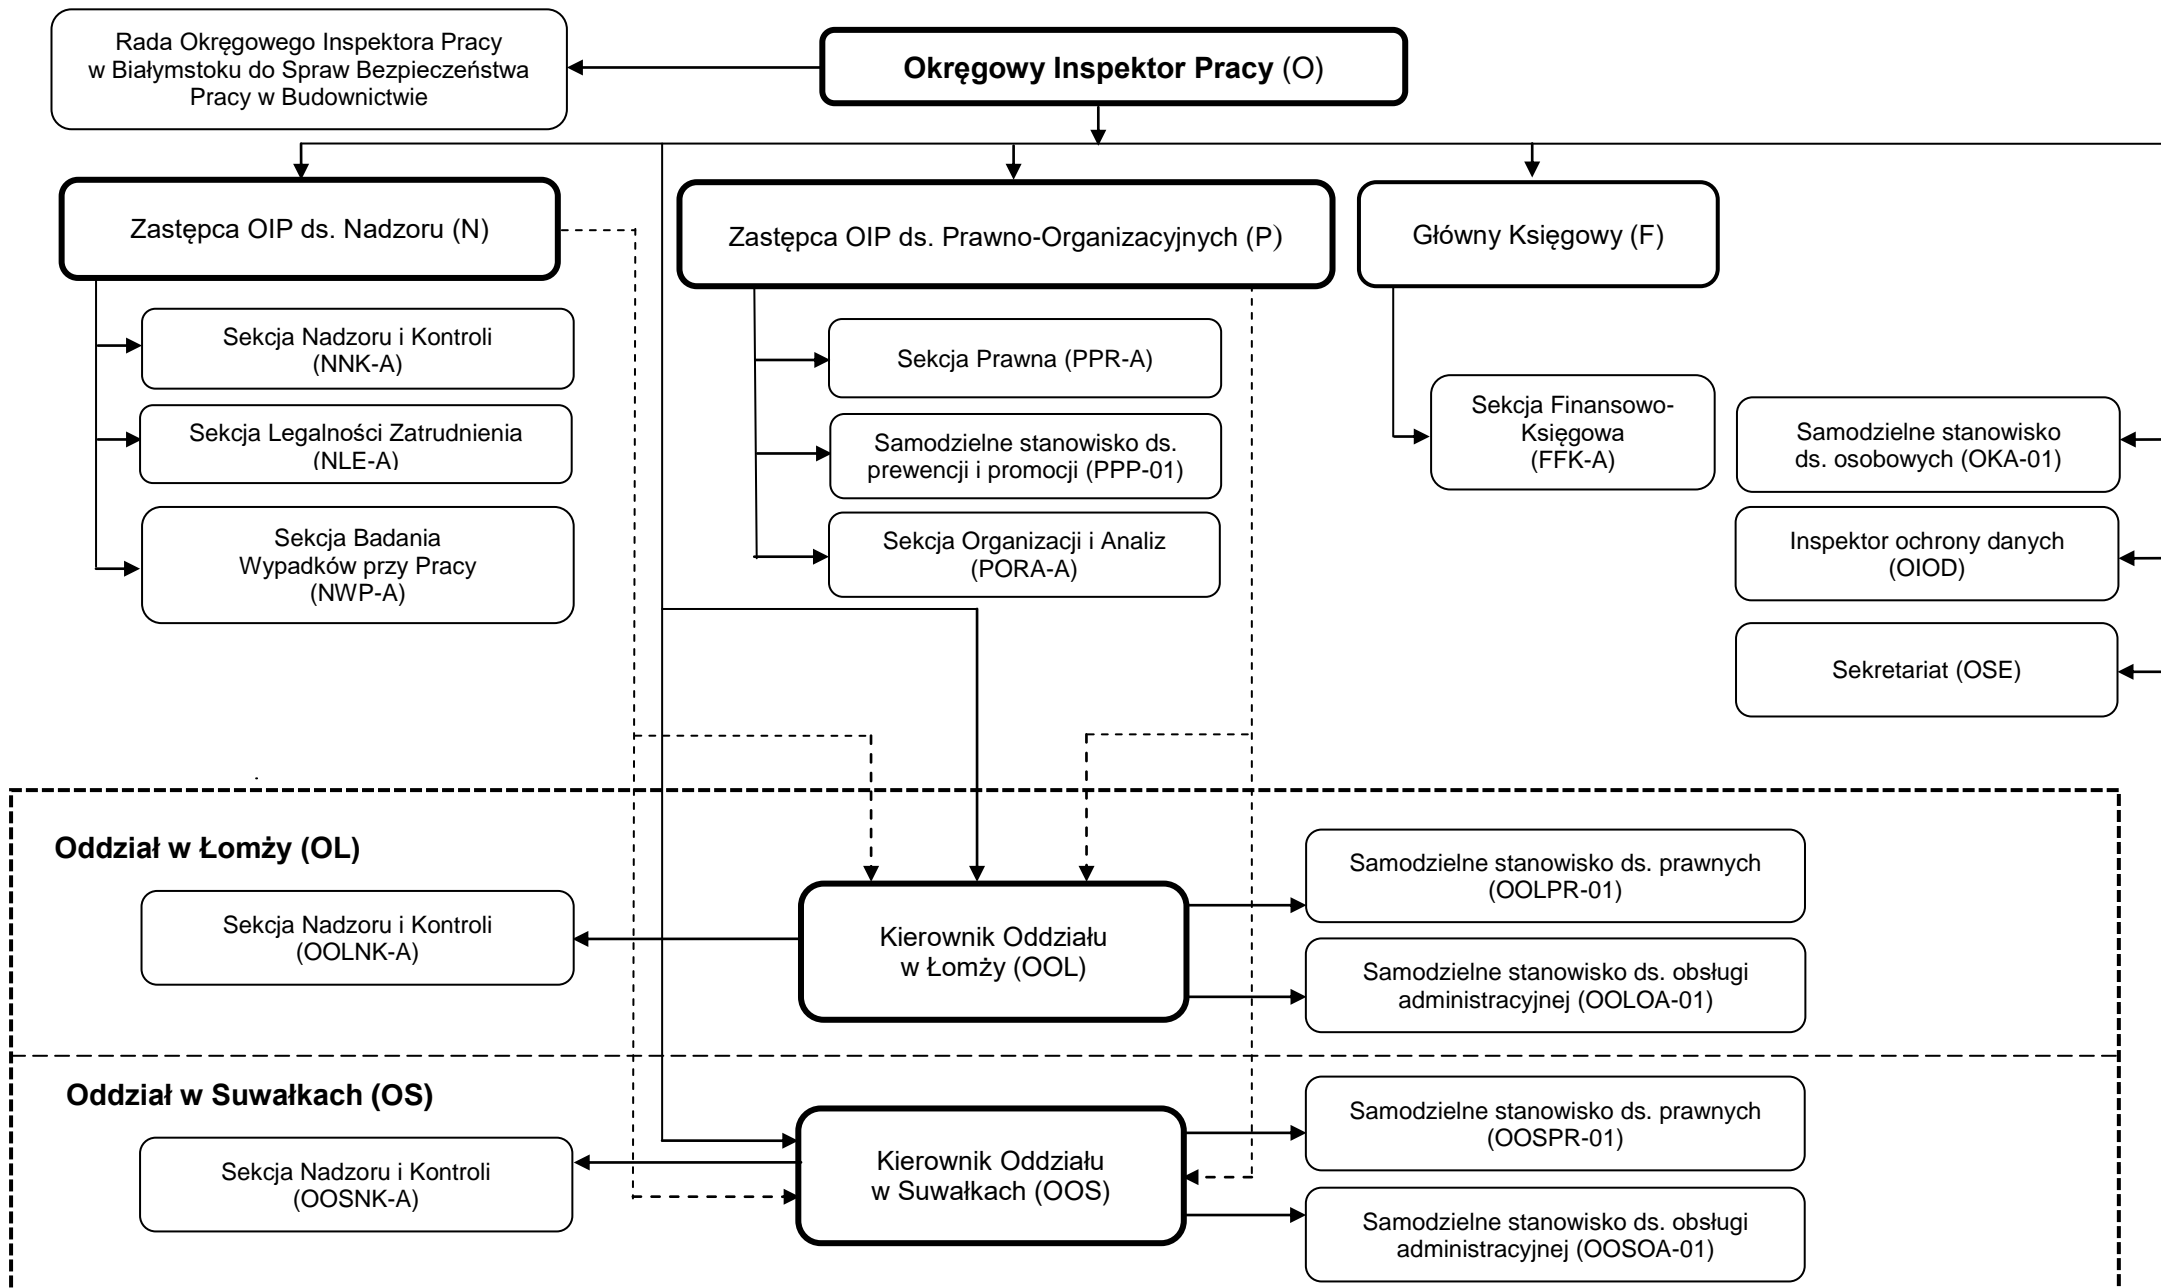 Rada Okręgowego Inspektora Pracy
w Białymstoku do Spraw Bezpieczeństwa
Pracy w Budownictwie
Okręgowy Inspektor Pracy (O)
Zastępca OIP ds. Nadzoru (N)
Zastępca OIP ds. Prawno-Organizacyjnych (P)
Główny Księgowy (F)
Sekcja Nadzoru i Kontroli
(NNK-A)
Sekcja Legalności Zatrudnienia
(NLE-A)
Sekcja Badania
Wypadków przy Pracy
(NWP-A)
Sekcja Prawna (PPR-A)
Samodzielne stanowisko ds.
prewencji i promocji (PPP-01)
Sekcja Organizacji i Analiz
(PORA-A)
Sekcja Finansowo-
Księgowa
(FFK-A)
Samodzielne stanowisko
ds. osobowych (OKA-01)
Inspektor ochrony danych
(OIOD)
Sekretariat (OSE)
Oddział w Łomży (OL)
Sekcja Nadzoru i Kontroli
(OOLNK-A)
Kierownik Oddziału
w Łomży (OOL)
Samodzielne stanowisko ds. prawnych
(OOLPR-01)
Samodzielne stanowisko ds. obsługi
administracyjnej (OOLOA-01)
Oddział w Suwałkach (OS)
Sekcja Nadzoru i Kontroli
(OOSNK-A)
Kierownik Oddziału
w Suwałkach (OOS)
Samodzielne stanowisko ds. prawnych
(OOSPR-01)
Samodzielne stanowisko ds. obsługi
administracyjnej (OOSOA-01)